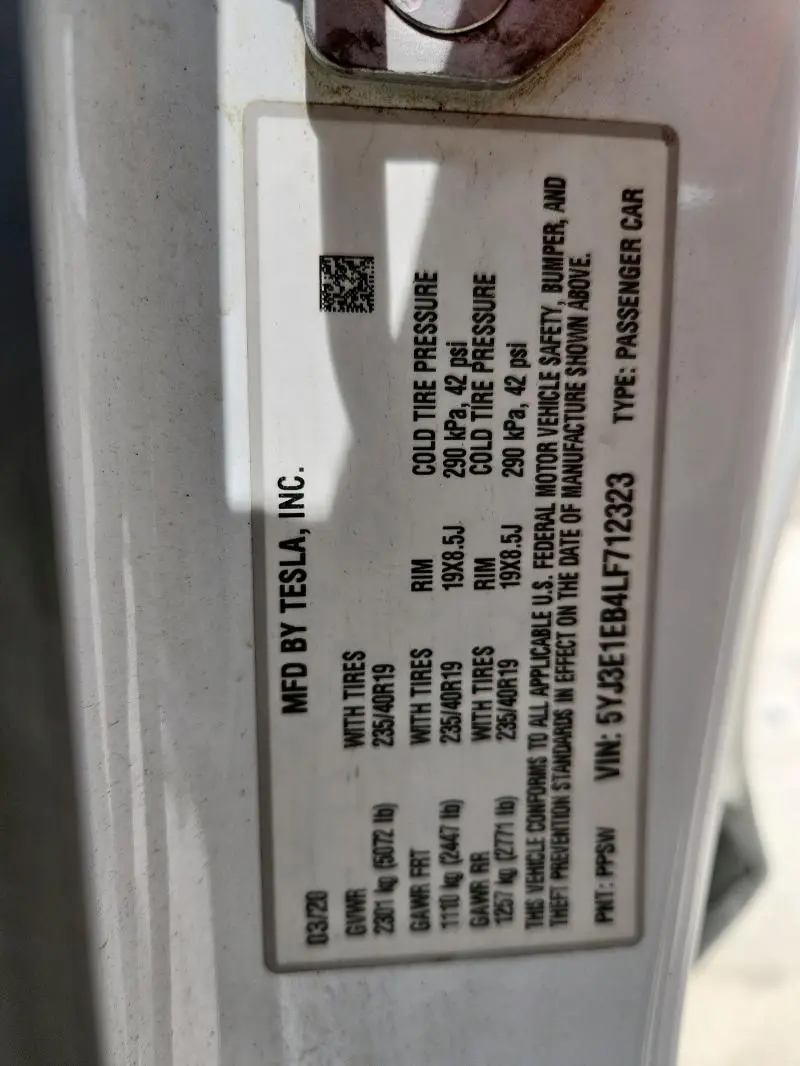 MFD BY TESLA, INC.
03/20
GVWR WITH TIRES
2301 kg (5072 lb) 235/40R19
GAWR FRT WITH TIRES RIM COLD TIRE PRESSURE
1110 kg (2447 lb) 235/40R19 19X8.5J 290 kPa, 42 psi
GAWR RR WITH TIRES RIM COLD TIRE PRESSURE
1257 kg (2771 lb) 235/40R19 19X8.5J 290 kPa, 42 psi
THIS VEHICLE CONFORMS TO ALL APPLICABLE U.S. FEDERAL MOTOR VEHICLE SAFETY, BUMPER, AND
THEFT PREVENTION STANDARDS IN EFFECT ON THE DATE OF MANUFACTURE SHOWN ABOVE.
PNT: PPSW VIN: 5YJ3E1EB4LF712323 TYPE: PASSENGER CAR